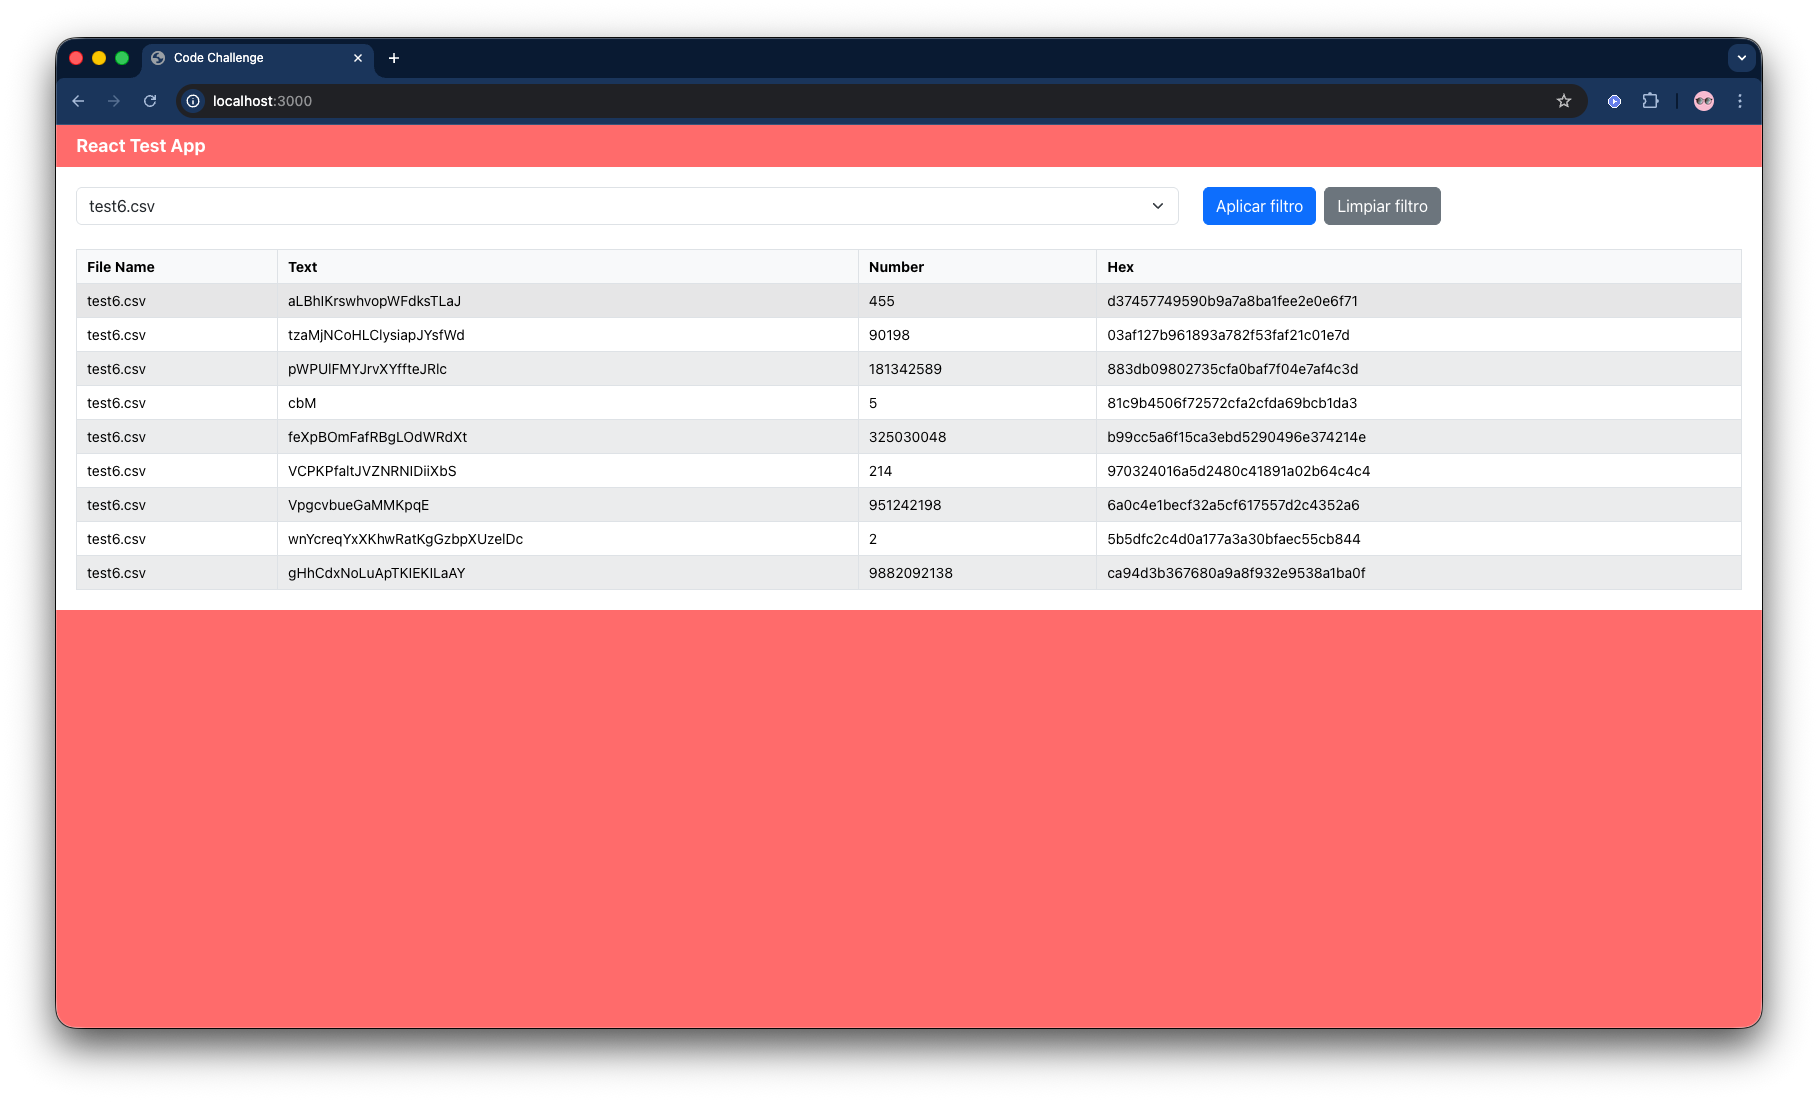 Code Challenge
localhost:3000
React Test App
test6.csv Aplicar filtro Limpiar filtro
File Name Text Number Hex
test6.csv aLBhlKrswhvopWFdksTLaJ 455 d37457749590b9a7a8ba1fee2e0e6f71
test6.csv tzaMjNCoHLClysiapJYsfWd 90198 03af127b961893a782f53faf21c01e7d
test6.csv pWPUlFMYJrvXYffteJRlc 181342589 883db09802735cfa0baf7f04e7af4c3d
test6.csv cbM 5 81c9b4506f72572cfa2cfda69bcb1da3
test6.csv feXpBOmFafRBgLOdWRdXt 325030048 b99cc5a6f15ca3ebd5290496e374214e
test6.csv VCPKPfaltJVZNRNIDiiXbS 214 970324016a5d2480c41891a02b64c4c4
test6.csv VpgcvbueGaMMKpqE 951242198 6a0c4e1becf32a5cf617557d2c4352a6
test6.csv wnYcreqYxXKhwRatKgGzbpXUzelDc 2 5b5dfc2c4d0a177a3a30bfaec55cb844
test6.csv gHhCdxNoLuApTKlEKlLaAY 9882092138 ca94d3b367680a9a8f932e9538a1ba0f